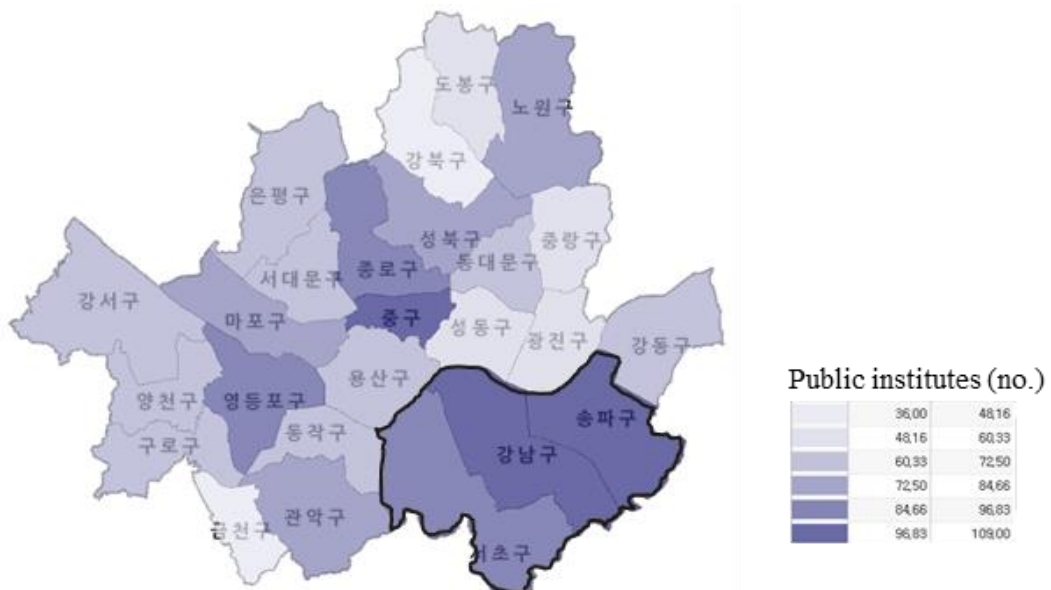 도봉구
노원구
강북구
은평구
성북구
중랑구
동대문구
서대문구
종로구
강서구
마포구
중구
성동구
광진구
강동구
용산구
양천구
영등포구
송파구
동작구
구로구
강남구
금천구
관악구
서초구
Public institutes (no.)
36,00 48,16
48,16 60,33
60,33 72,50
72,50 84,66
84,66 96,83
96,83 109,00